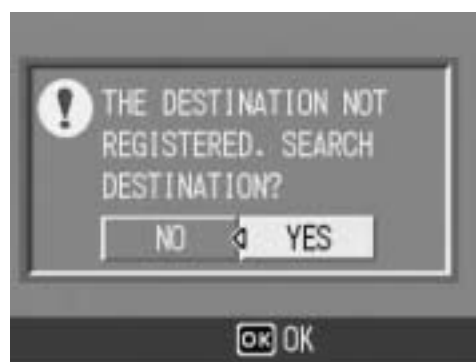 THE DESTINATION NOT
REGISTERED. SEARCH
DESTINATION?
NO YES
OK OK